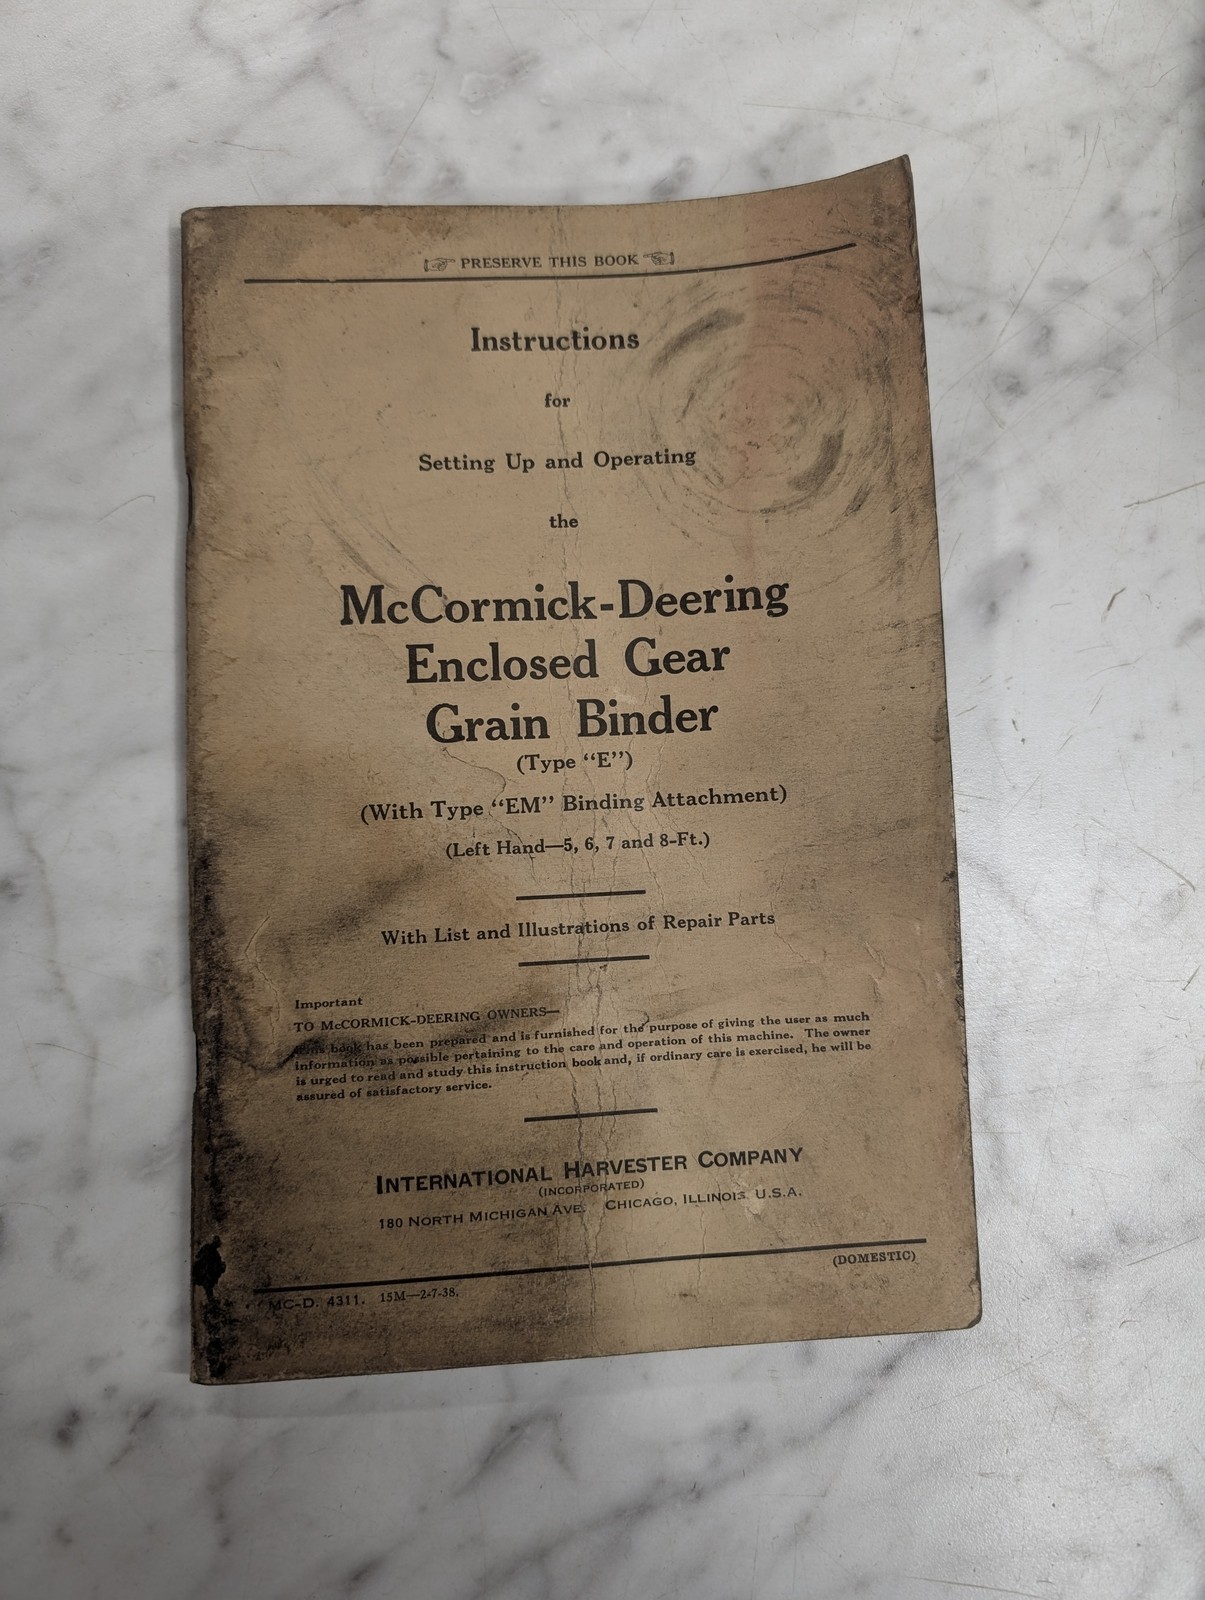 PRESERVE THIS BOOK
Instructions
for
Setting Up and Operating
the
McCormick-Deering
Enclosed Gear
Grain Binder
(Type “E”)
(With Type “EM” Binding Attachment)
(Left Hand—5, 6, 7 and 8-Ft.)
With List and Illustrations of Repair Parts
Important
TO McCORMICK-DEERING OWNERS—
This book has been prepared and is furnished for the purpose of giving the user as much
information as possible pertaining to the care and operation of this machine. The owner
is urged to read and study this instruction book and, if ordinary care is exercised, he will be
assured of satisfactory service.
INTERNATIONAL HARVESTER COMPANY
(INCORPORATED)
180 NORTH MICHIGAN AVE. CHICAGO, ILLINOIS, U.S.A.
(DOMESTIC)
MC-D. 4311. 15M—2-7-38.